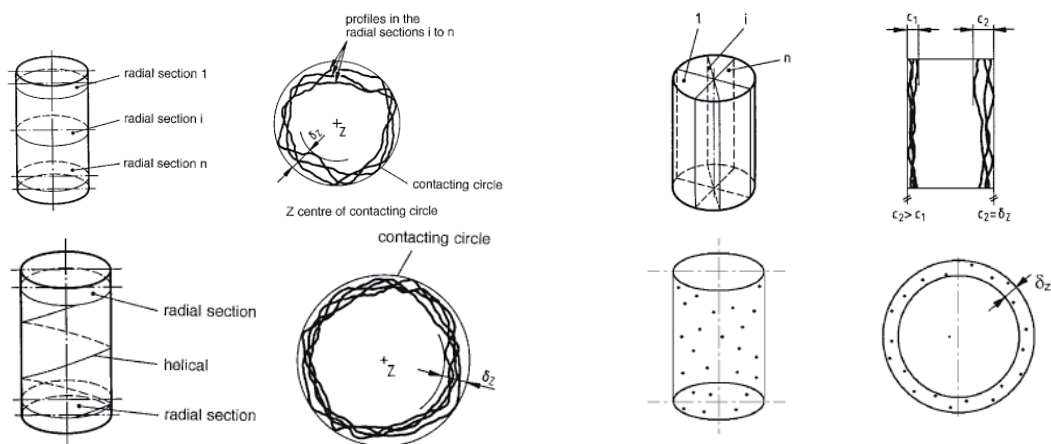 profiles in the
radial sections i to n
radial section 1
radial section i
radial section n
+Z
δz
contacting circle
Z centre of contacting circle
1
i
n
c₁
c₂
c₂>c₁
c₂=δz
contacting circle
radial section
helical
radial section
+Z
δz
δz